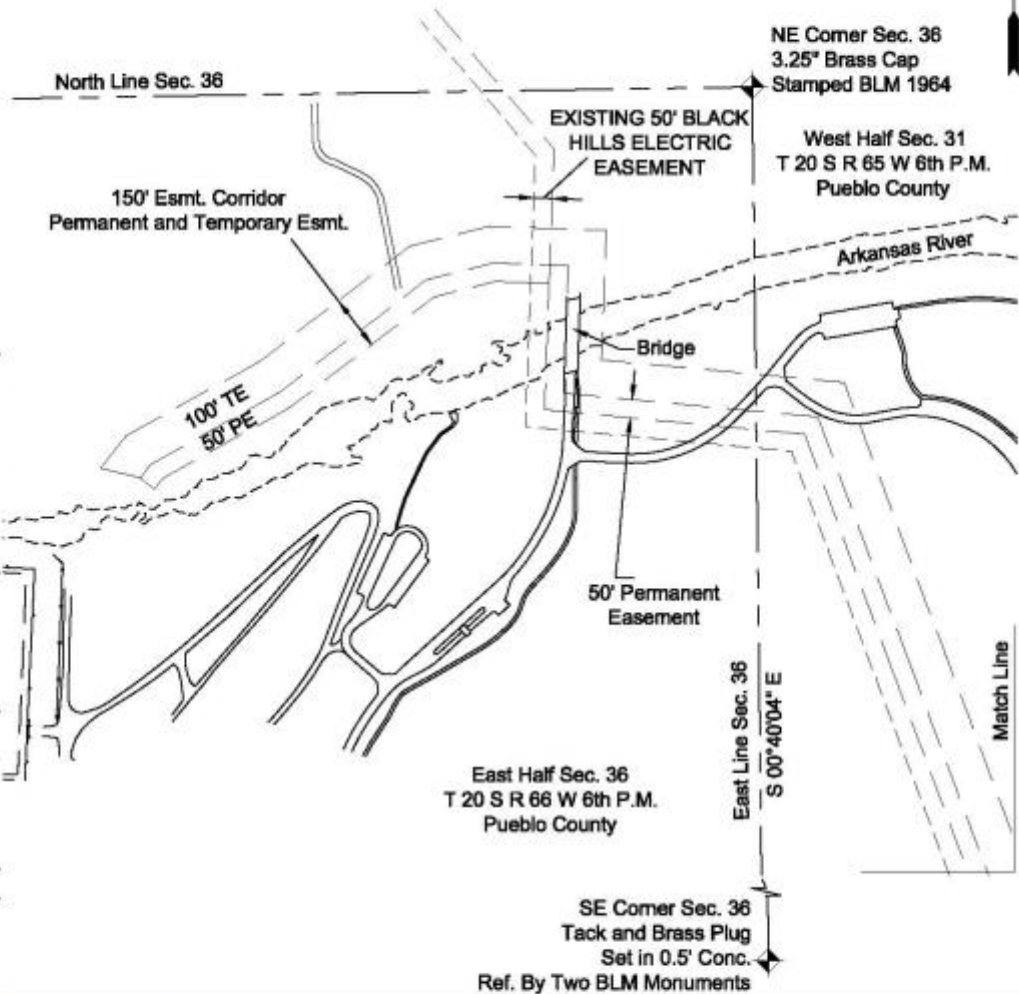 NE Corner Sec. 36
3.25" Brass Cap
Stamped BLM 1964
North Line Sec. 36
EXISTING 50' BLACK
HILLS ELECTRIC
EASEMENT
West Half Sec. 31
T 20 S R 65 W 6th P.M.
Pueblo County
150' Esmt. Corridor
Permanent and Temporary Esmt.
Arkansas River
Bridge
100' TE
50' PE
50' Permanent
Easement
East Line Sec. 36
S 00°40'04" E
Match Line
East Half Sec. 36
T 20 S R 66 W 6th P.M.
Pueblo County
SE Corner Sec. 36
Tack and Brass Plug
Set in 0.5' Conc.
Ref. By Two BLM Monuments